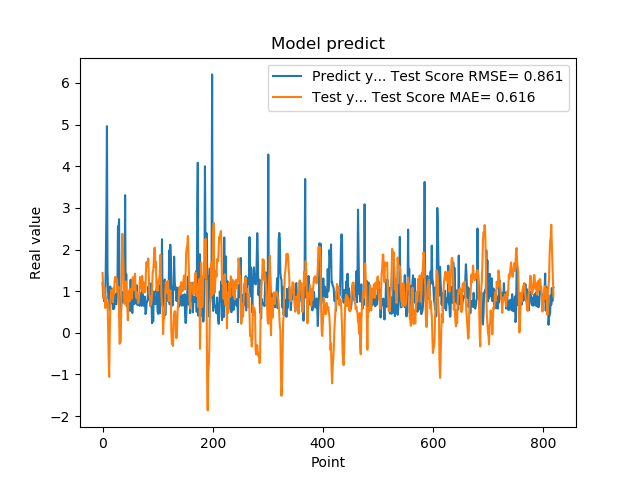 Model predict
Predict y... Test Score RMSE= 0.861
Test y... Test Score MAE= 0.616
Real value
6
5
4
3
2
1
0
−1
−2
0 200 400 600 800
Point